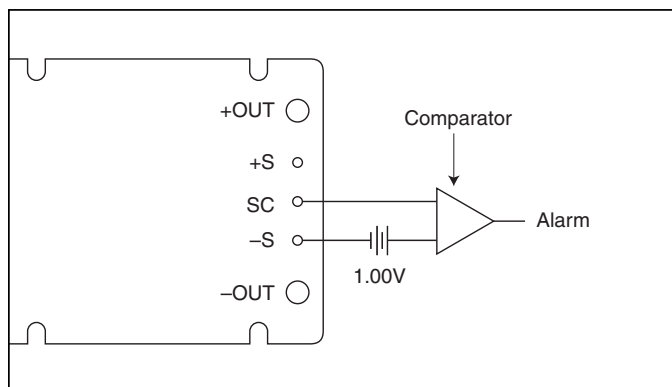 +OUT
Comparator
+S
SC
Alarm
–S
1.00V
–OUT